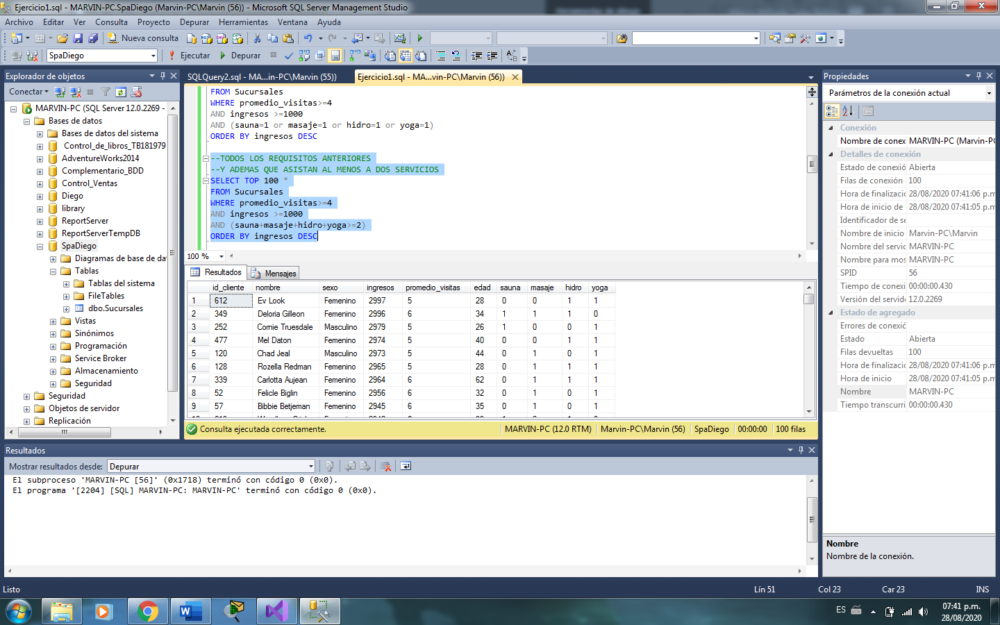 Ejercicio1.sql - MARVIN-PC.SpaDiego (Marvin-PC\Marvin (56)) - Microsoft SQL Server Management Studio
Archivo Editar Ver Consulta Proyecto Depurar Herramientas Ventana Ayuda
Nueva consulta
SpaDiego Ejecutar Depurar
Explorador de objetos
Conectar
MARVIN-PC (SQL Server 12.0.2269 -
Bases de datos
Bases de datos del sistema
Control_de_libros_TB181979
AdventureWorks2014
Complementario_BDD
Control_Ventas
Diego
library
ReportServer
ReportServerTempDB
SpaDiego
Diagramas de base de da
Tablas
Tablas del sistema
FileTables
dbo.Sucursales
Vistas
Sinónimos
Programación
Service Broker
Almacenamiento
Seguridad
Seguridad
Objetos de servidor
Replicación
SQLQuery2.sql - MA...in-PC\Marvin (55))
Ejercicio1.sql - MA...vin-PC\Marvin (56))
FROM Sucursales
WHERE promedio_visitas>=4
AND ingresos >=1000
AND (sauna=1 or masaje=1 or hidro=1 or yoga=1)
ORDER BY ingresos DESC
--TODOS LOS REQUISITOS ANTERIORES
--Y ADEMAS QUE ASISTAN AL MENOS A DOS SERVICIOS
SELECT TOP 100 *
FROM Sucursales
WHERE promedio_visitas>=4
AND ingresos >=1000
AND (sauna+masaje+hidro+yoga>=2)
ORDER BY ingresos DESC
100 %
Resultados Mensajes
id_cliente nombre sexo ingresos promedio_visitas edad sauna masaje hidro yoga
1 612 Ev Look Femenino 2997 5 28 0 0 1 1
2 349 Deloria Gilleon Femenino 2996 6 34 1 1 1 0
3 252 Cornie Truesdale Masculino 2979 5 26 1 0 0 1
4 477 Mel Daton Femenino 2974 5 40 0 0 1 1
5 120 Chad Jeal Masculino 2973 5 44 0 1 0 1
6 128 Rozella Redman Femenino 2965 5 28 0 1 1 1
7 339 Carlotta Aujean Femenino 2964 6 62 0 1 1 1
8 52 Felicle Biglin Femenino 2956 6 32 0 1 0 1
9 57 Bibbie Betjeman Femenino 2945 6 35 0 1 0 1
Consulta ejecutada correctamente. MARVIN-PC (12.0 RTM) Marvin-PC\Marvin (56) SpaDiego 00:00:00 100 filas
Propiedades
Parámetros de la conexión actual
Conexión
Nombre de conex MARVIN-PC (Marvin-PC
Detalles de conexión
Estado de conexió Abierta
Filas de conexión 100
Hora de finalizació 28/08/2020 07:41:06 p.m
Hora de inicio de 28/08/2020 07:41:05 p.m
Identificador de se
Nombre de inicio Marvin-PC\Marvin
Nombre del servic MARVIN-PC
Nombre para mos MARVIN-PC
SPID 56
Tiempo de conexi 00:00:00.430
Versión del servide 12.0.2269
Estado de agregado
Errores de conexió
Estado Abierta
Filas devueltas 100
Hora de finalizació 28/08/2020 07:41:06 p.m
Hora de inicio 28/08/2020 07:41:05 p.m
Nombre MARVIN-PC
Tiempo transcurri 00:00:00.430
Nombre
Nombre de la conexión.
Resultados
Mostrar resultados desde: Depurar
El subproceso 'MARVIN-PC [56]' (0x1718) terminó con código 0 (0x0).
El programa '[2204] [SQL] MARVIN-PC: MARVIN-PC' terminó con código 0 (0x0).
Listo Lín 51 Col 23 Car 23 INS
ES 07:41 p.m.
28/08/2020